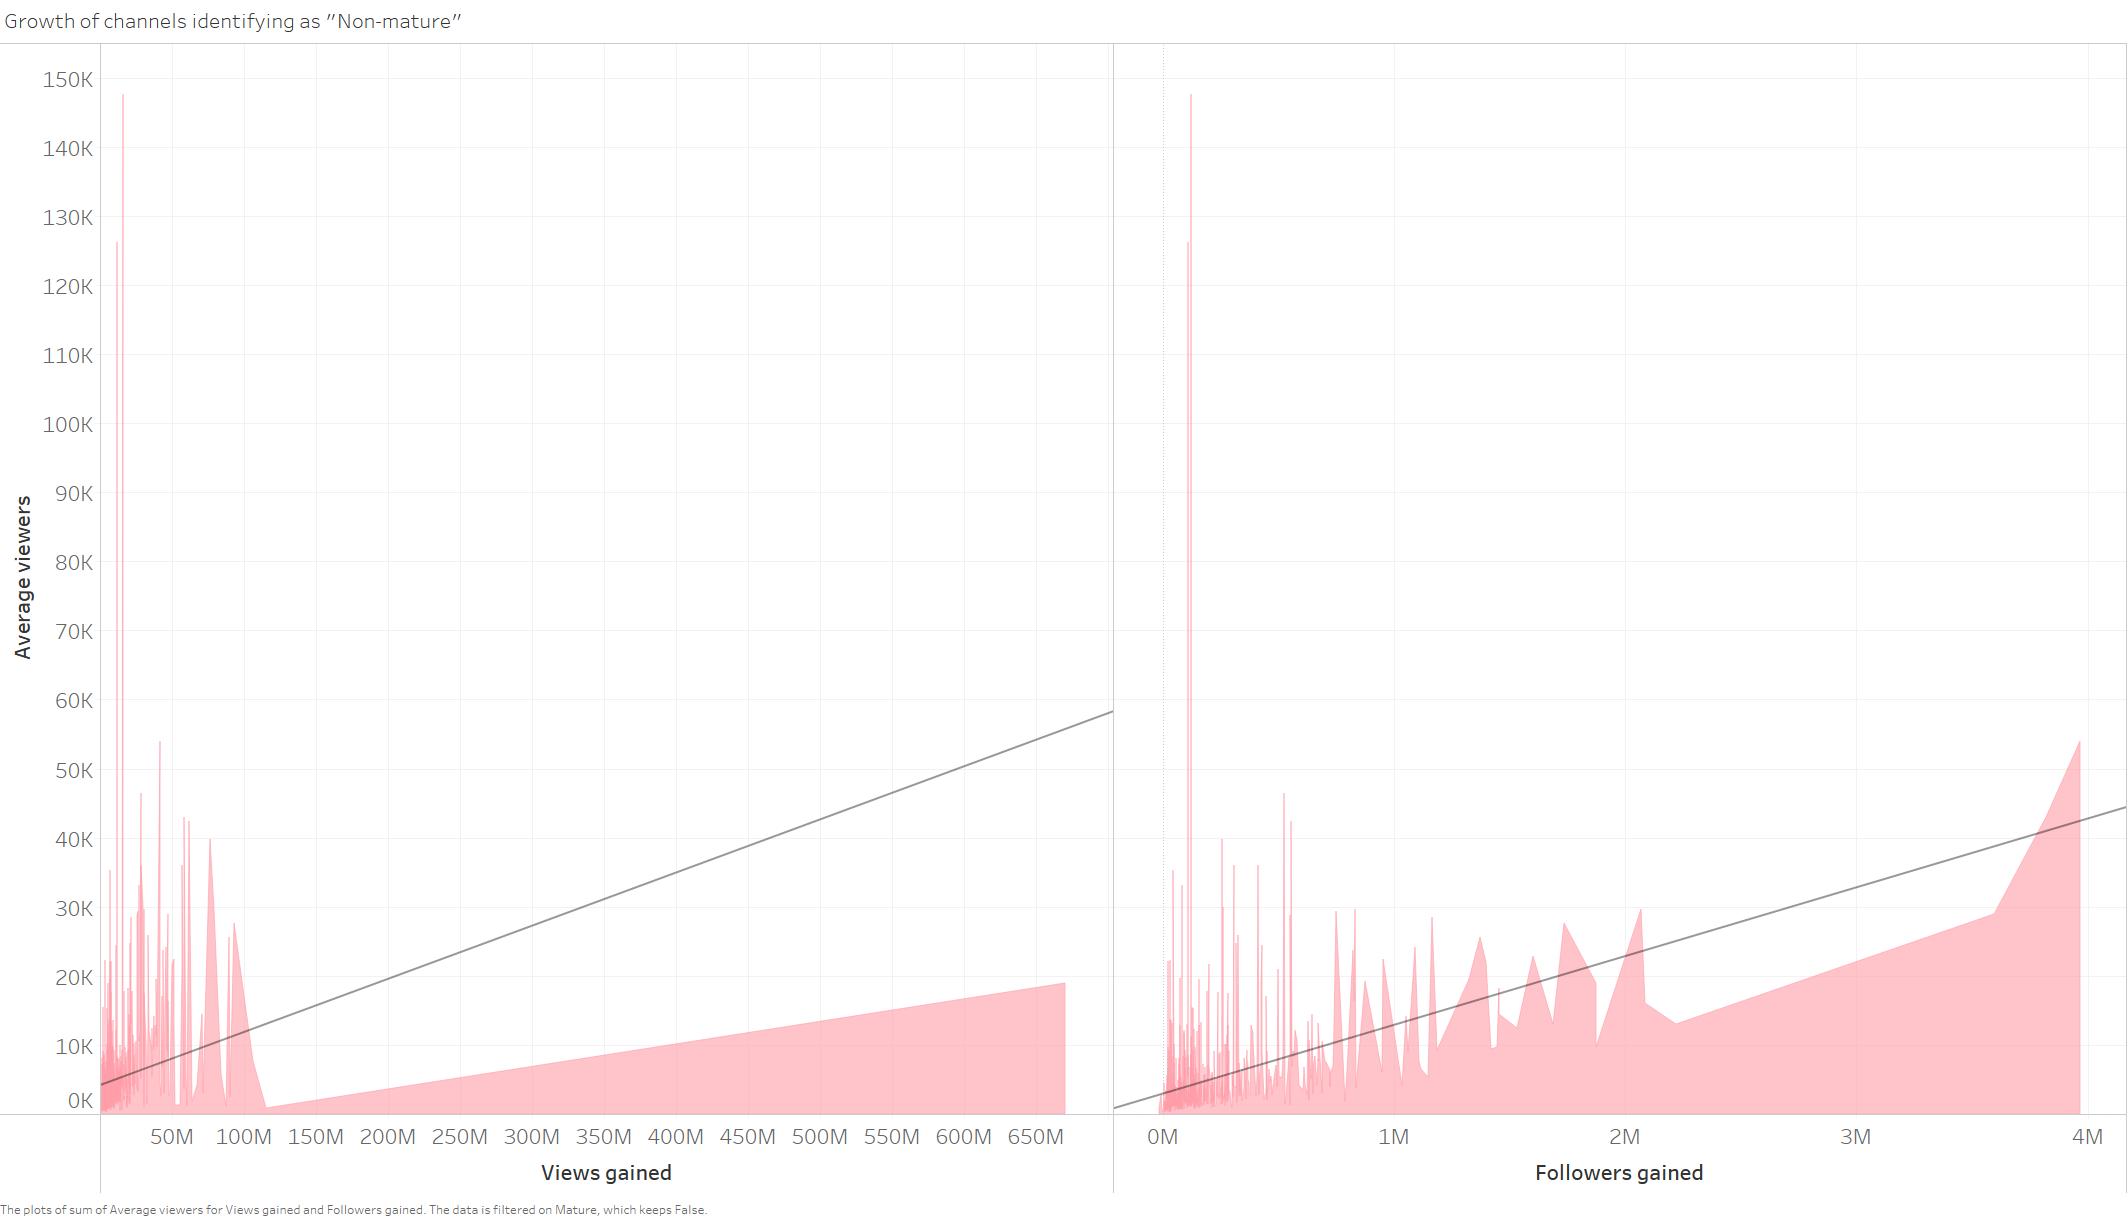 Growth of channels identifying as "Non-mature"
150K
140K
130K
120K
110K
100K
90K
80K
70K
60K
50K
40K
30K
20K
10K
0K
Average viewers
50M 100M 150M 200M 250M 300M 350M 400M 450M 500M 550M 600M 650M
0M 1M 2M 3M 4M
Views gained
Followers gained
The plots of sum of Average viewers for Views gained and Followers gained. The data is filtered on Mature, which keeps False.